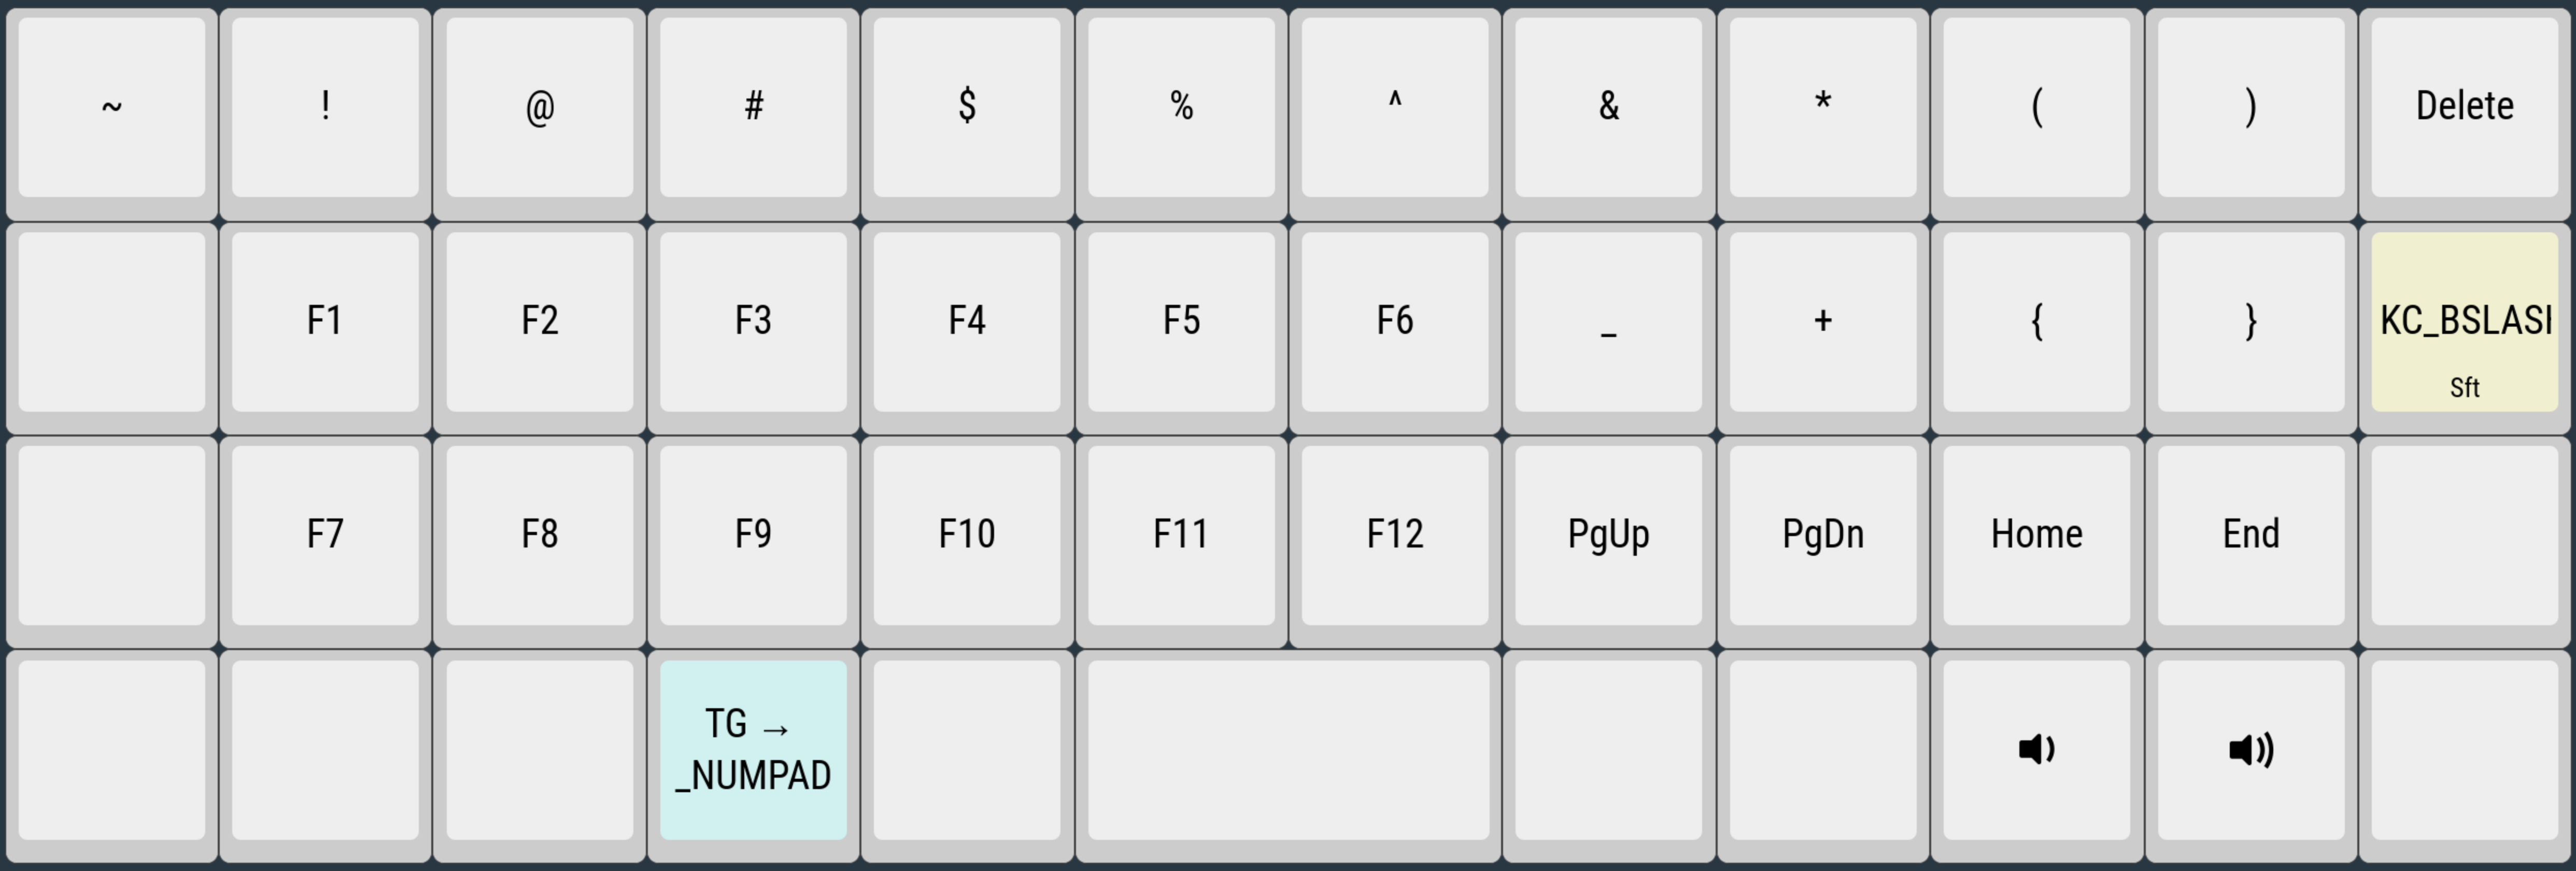 ~ ! @ # $ % ^ & * ( ) Delete
F1 F2 F3 F4 F5 F6 _ + { }
Sft
F7 F8 F9 F10 F11 F12 PgUp PgDn Home End
TG →
_NUMPAD